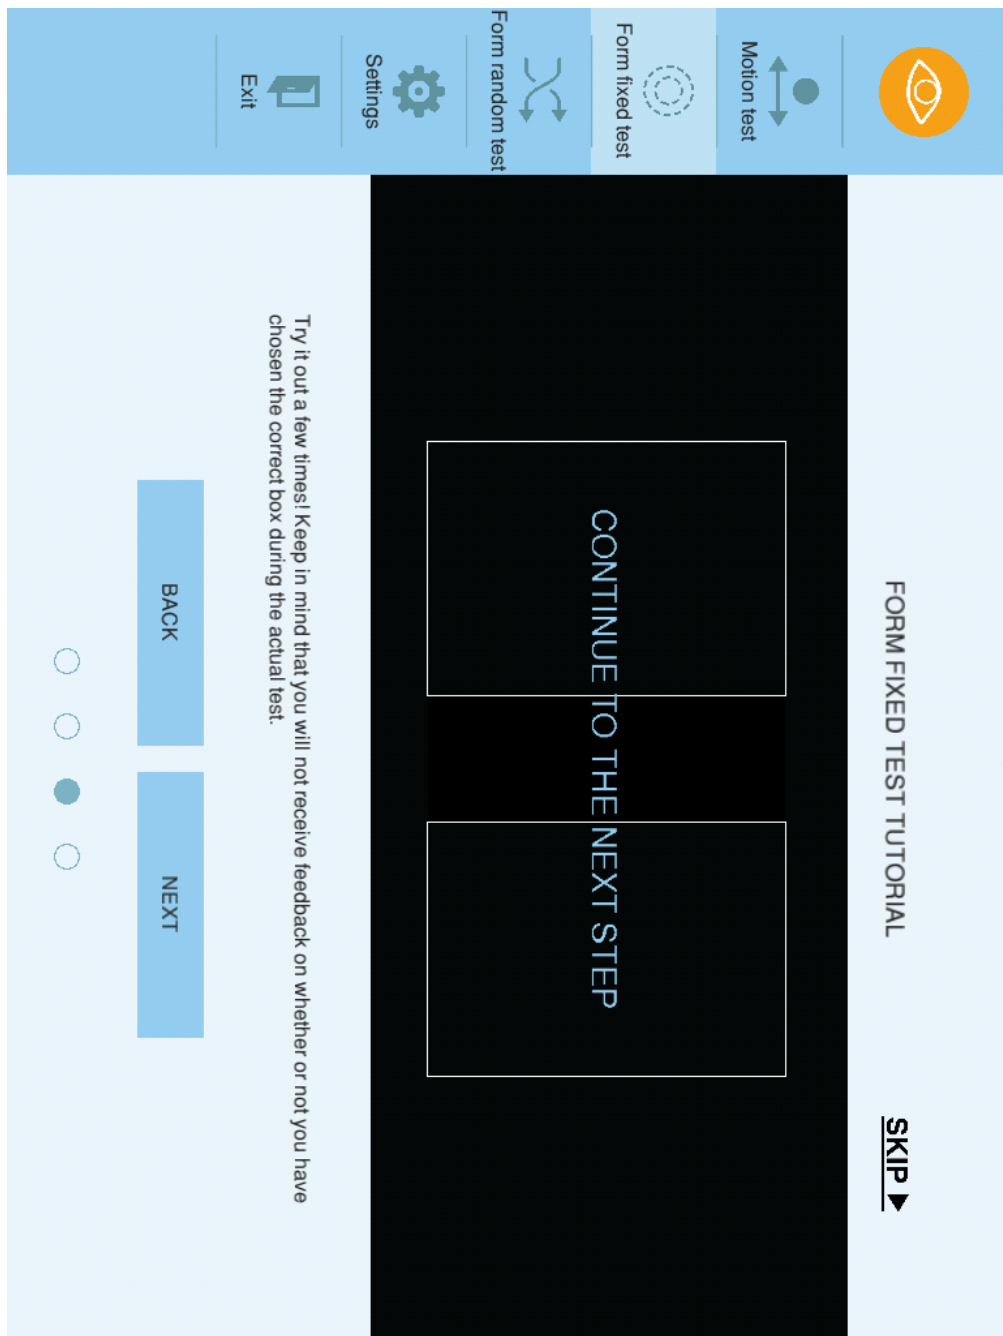 Motion test
Form fixed test
Form random test
Settings
Exit
FORM FIXED TEST TUTORIAL
SKIP
CONTINUE TO THE NEXT STEP
Try it out a few times! Keep in mind that you will not receive feedback on whether or not you have
chosen the correct box during the actual test.
BACK
NEXT